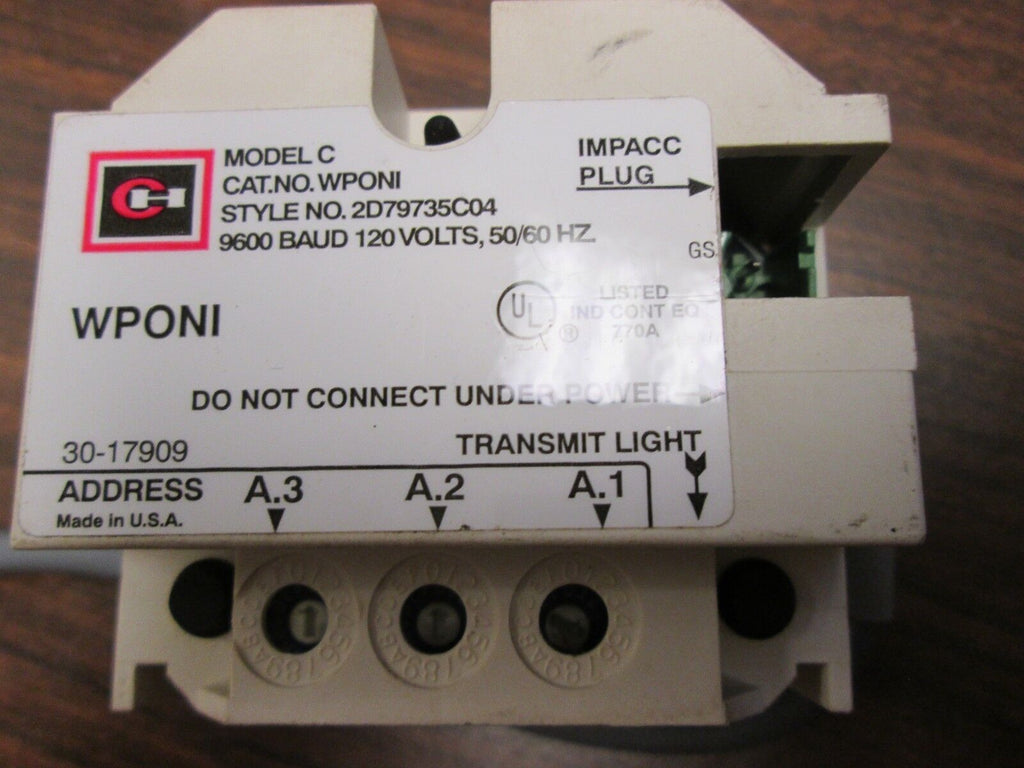 CH
MODEL C
CAT.NO. WPONI
STYLE NO. 2D79735C04
9600 BAUD 120 VOLTS, 50/60 HZ.
IMPACC
PLUG
GS
WPONI
UL
LISTED
IND CONT EQ
770A
DO NOT CONNECT UNDER POWER
30-17909
TRANSMIT LIGHT
ADDRESS A.3 A.2 A.1
Made in U.S.A.